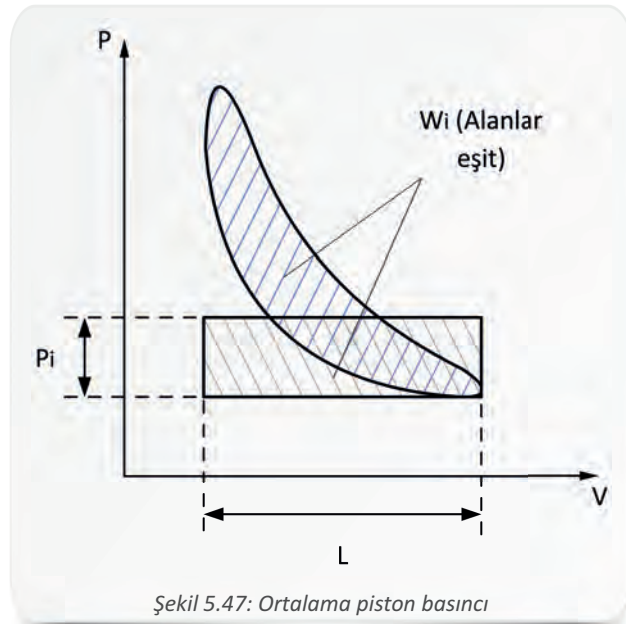 P
Wi (Alanlar
eşit)
Pi
V
L
Şekil 5.47: Ortalama piston basıncı